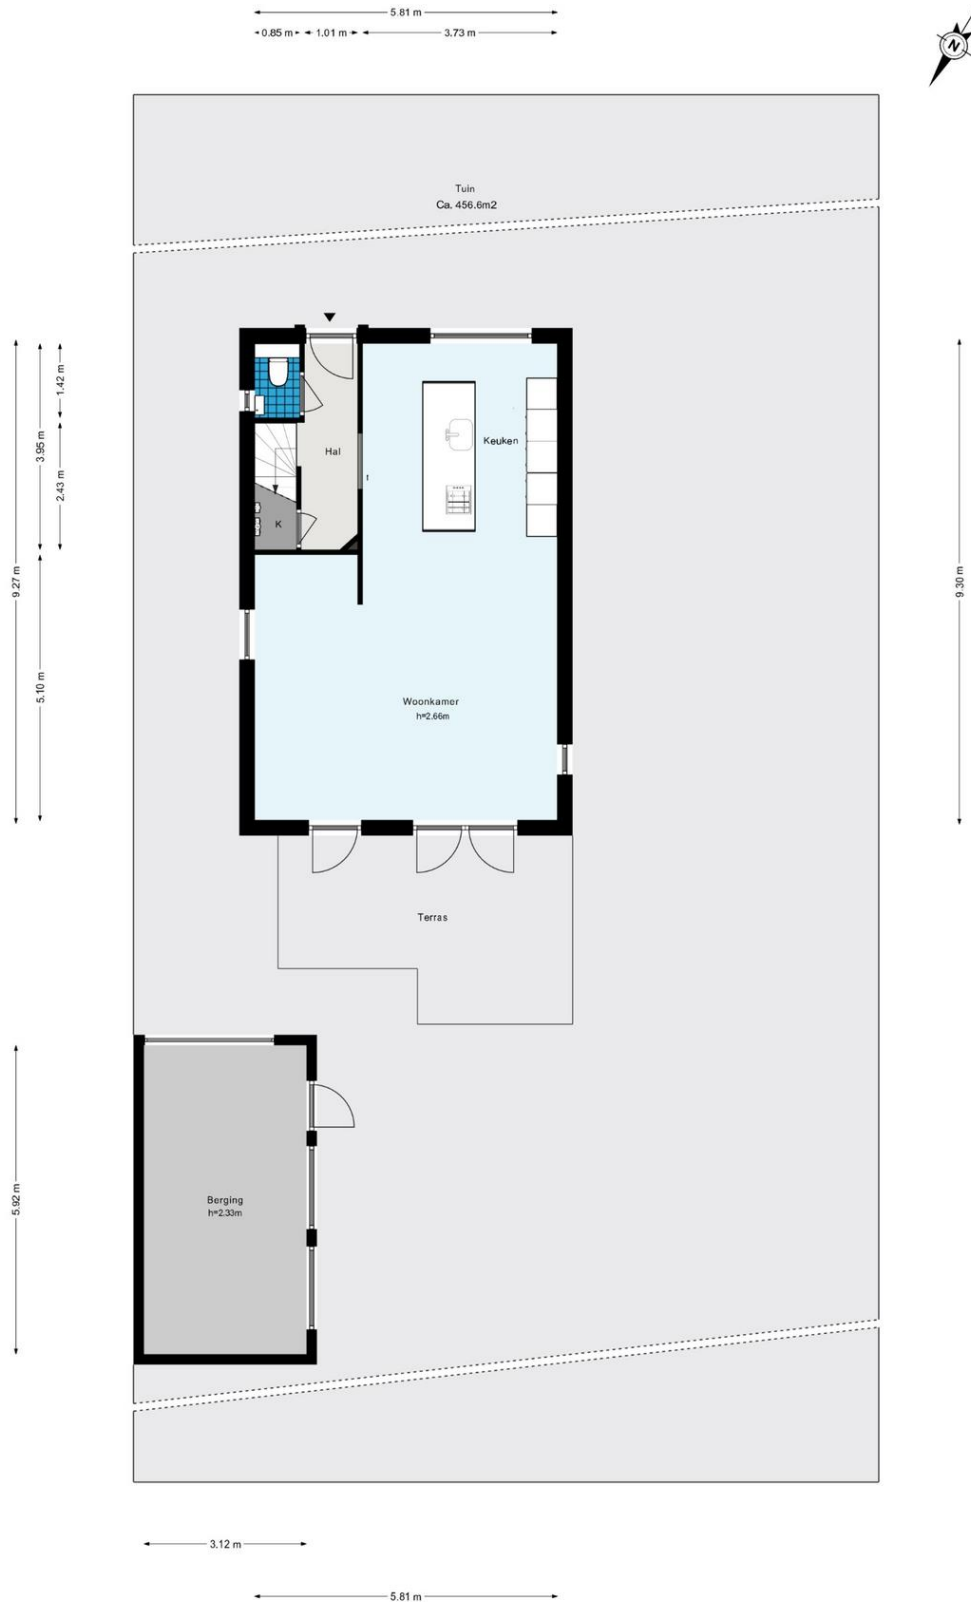 5.81 m
0.85 m
1.01 m
3.73 m
N
Tuin
Ca. 456.6m2
1.42 m
3.95 m
2.43 m
9.27 m
5.10 m
9.30 m
Hal
Keuken
K
Woonkamer
h=2.66m
Terras
5.92 m
Berging
h=2.33m
3.12 m
5.81 m